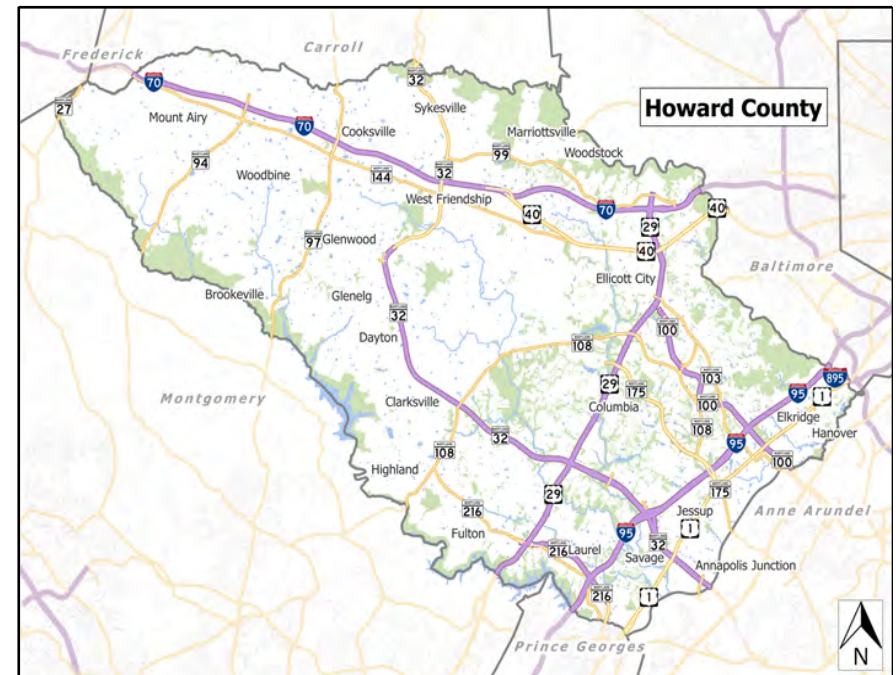 Carroll
Frederick
70
32
27
Howard County
Sykesville
Mount Airy
70
Cooksville
Marriottsville
99
Woodstock
94
32
Woodbine
144
West Friendship
40
70
40
29
97
Glenwood
40
Baltimore
Ellicott City
Brookeville
Glenelg
32
Dayton
100
108
103
895
29
175
95
Montgomery
Clarksville
Columbia
100
1
Elkridge
108
32
108
95
Hanover
100
Highland
29
175
216
Jessup
Anne Arundel
1
Fulton
95
216
Laurel
32
Savage
Annapolis Junction
216
1
Prince Georges
N